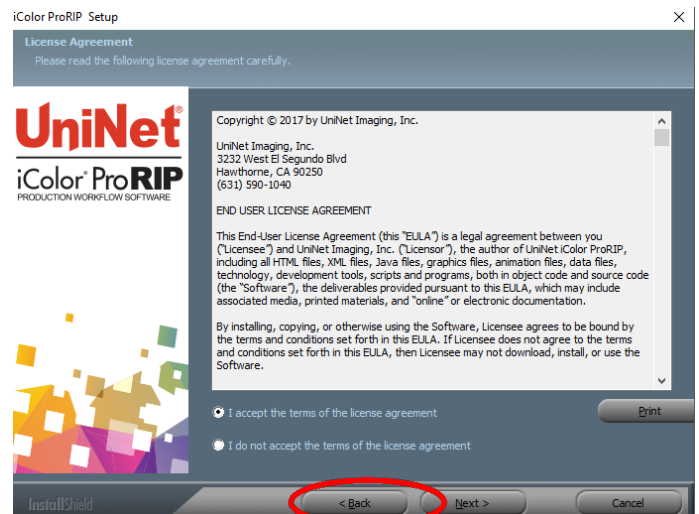 iColor ProRIP Setup
License Agreement
Please read the following license agreement carefully.
UniNet®
iColor® ProRIP
PRODUCTION WORKFLOW SOFTWARE
Copyright © 2017 by UniNet Imaging, Inc.
UniNet Imaging, Inc.
3232 West El Segundo Blvd
Hawthorne, CA 90250
(631) 590-1040
END USER LICENSE AGREEMENT
This End-User License Agreement (this "EULA") is a legal agreement between you
("Licensee") and UniNet Imaging, Inc. ("Licensor"), the author of UniNet iColor ProRIP,
including all HTML files, XML files, Java files, graphics files, animation files, data files,
technology, development tools, scripts and programs, both in object code and source code
(the "Software"), the deliverables provided pursuant to this EULA, which may include
associated media, printed materials, and "online" or electronic documentation.
By installing, copying, or otherwise using the Software, Licensee agrees to be bound by
the terms and conditions set forth in this EULA. If Licensee does not agree to the terms
and conditions set forth in this EULA, then Licensee may not download, install, or use the
Software.
I accept the terms of the license agreement
Print
I do not accept the terms of the license agreement
InstallShield
< Back
Next >
Cancel